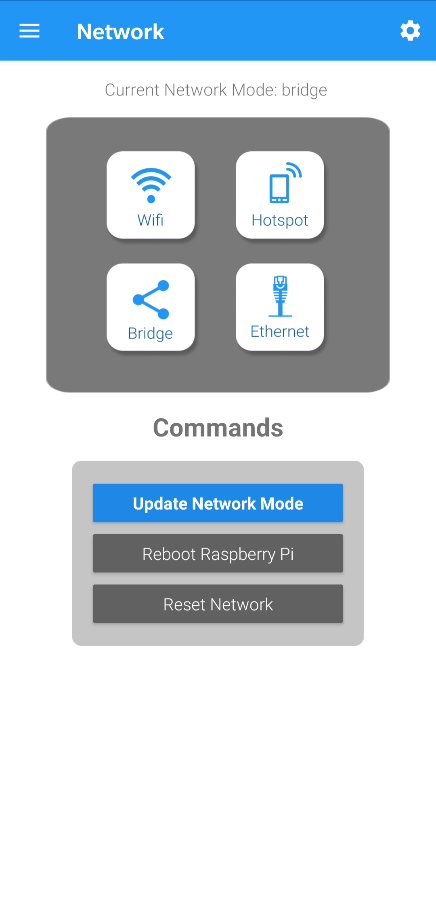 Network
Current Network Mode: bridge
Wifi
Hotspot
Bridge
Ethernet
Commands
Update Network Mode
Reboot Raspberry Pi
Reset Network